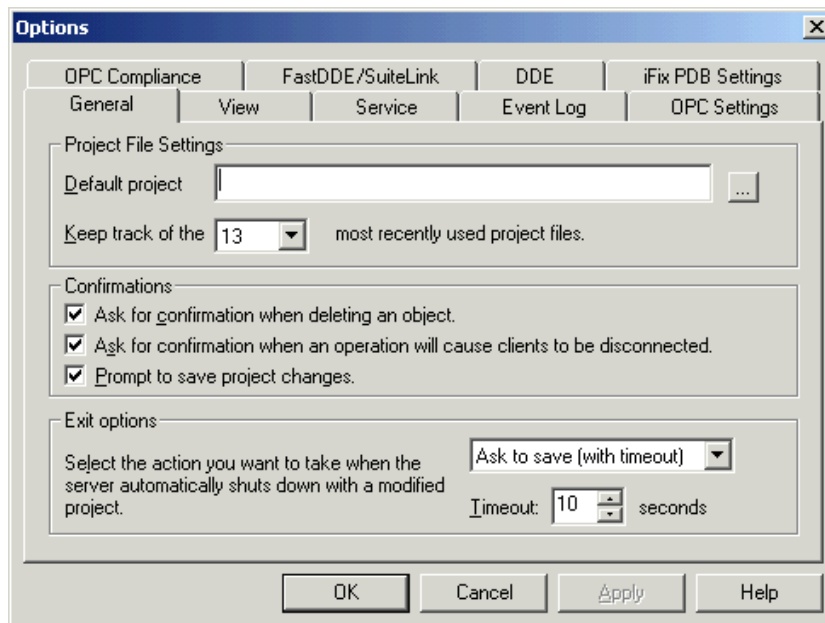 Options
OPC Compliance
FastDDE/SuiteLink
DDE
iFix PDB Settings
General
View
Service
Event Log
OPC Settings
Project File Settings
Default project
...
Keep track of the 13 most recently used project files.
Confirmations
Ask for confirmation when deleting an object.
Ask for confirmation when an operation will cause clients to be disconnected.
Prompt to save project changes.
Exit options
Select the action you want to take when the
server automatically shuts down with a modified
project.
Ask to save (with timeout)
Timeout: 10 seconds
OK
Cancel
Apply
Help